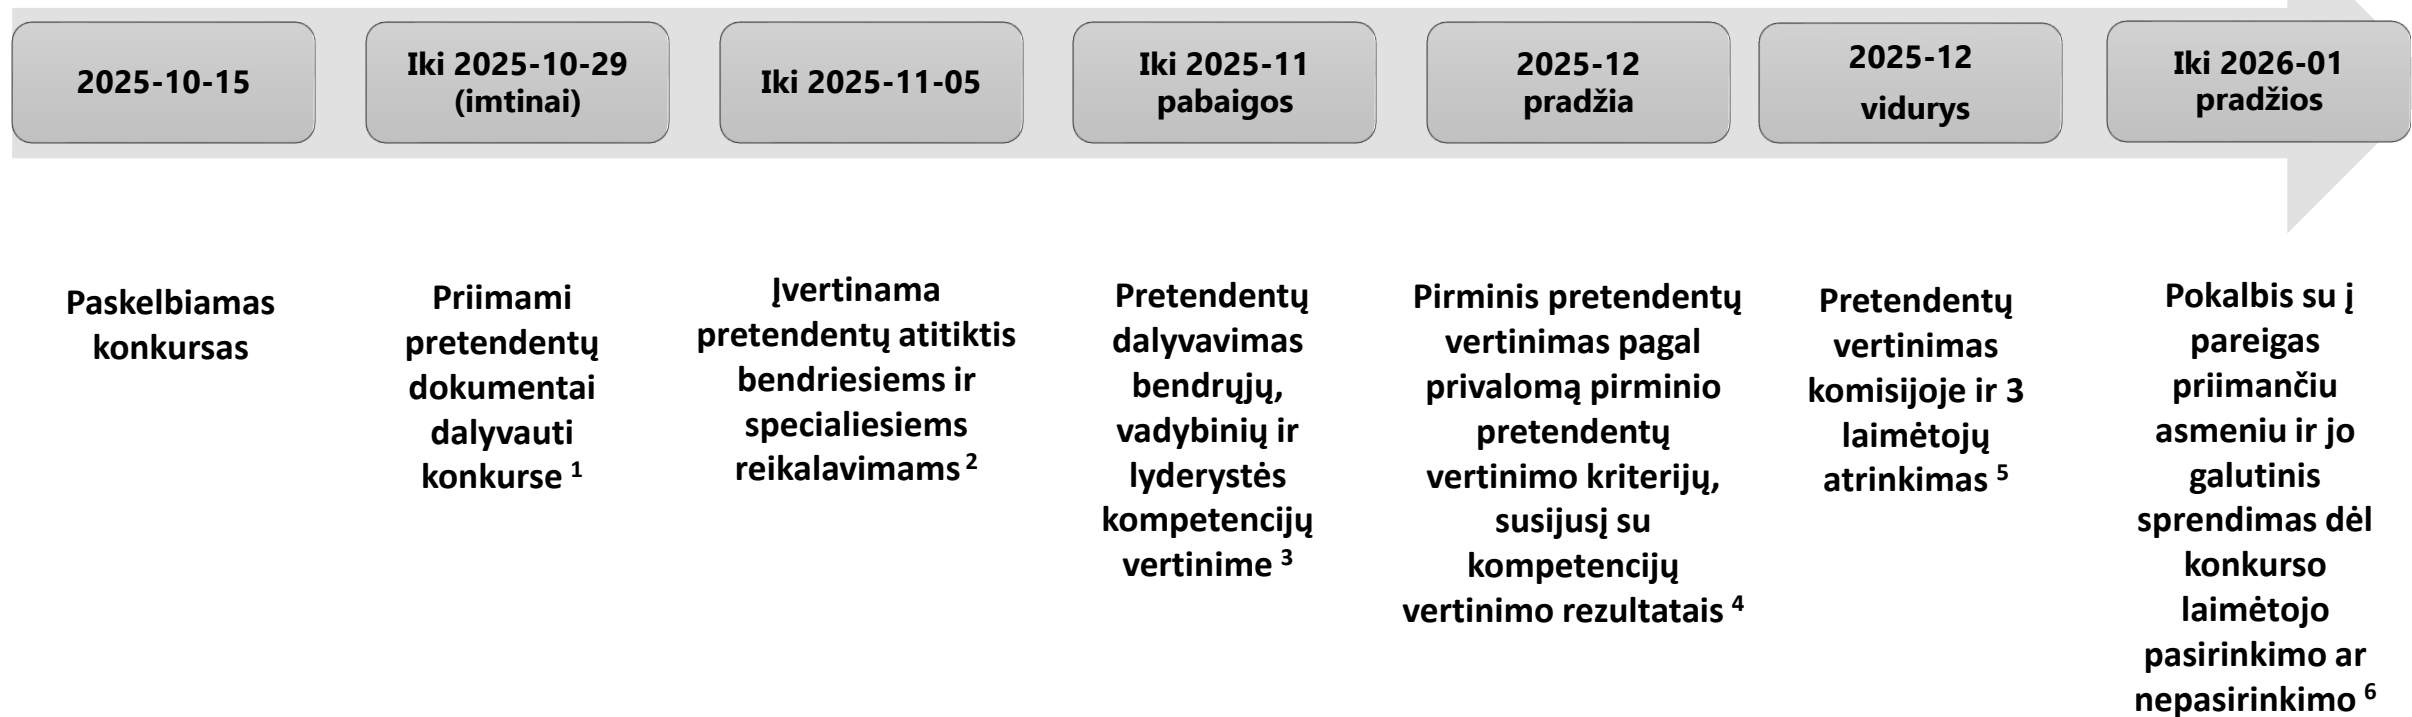 2025-10-15
Iki 2025-10-29
(imtinai)
Iki 2025-11-05
Iki 2025-11
pabaigos
2025-12
pradžia
2025-12
vidurys
Iki 2026-01
pradžios
Paskelbiamas
konkursas
Priimami
pretendentų
dokumentai
dalyvauti
konkurse 1
Įvertinama
pretendentų atitiktis
bendriesiems ir
specialiesiems
reikalavimams 2
Pretendentų
dalyvavimas
bendrųjų,
vadybinių ir
lyderystės
kompetencijų
vertinime 3
Pirminis pretendentų
vertinimas pagal
privalomą pirminio
pretendentų
vertinimo kriterijų,
susijusį su
kompetencijų
vertinimo rezultatais 4
Pretendentų
vertinimas
komisijoje ir 3
laimėtojų
atrinkimas 5
Pokalbis su į
pareigas
priimančiu
asmeniu ir jo
galutinis
sprendimas dėl
konkurso
laimėtojo
pasirinkimo ar
nepasirinkimo 6